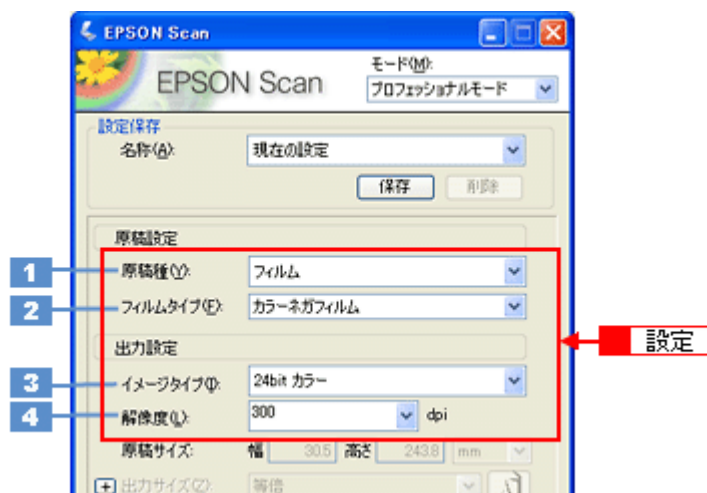 EPSON Scan
EPSON Scan
モード(M):
プロフェッショナルモード
設定保存
名称(A):
現在の設定
保存
削除
原稿設定
1
原稿種(Y):
フィルム
2
フィルムタイプ(F):
カラーネガフィルム
出力設定
3
イメージタイプ(I):
24bit カラー
4
解像度(L):
300
dpi
設定
原稿サイズ:
幅
30.5
高さ
243.8
mm
出力サイズ(Z):
等倍